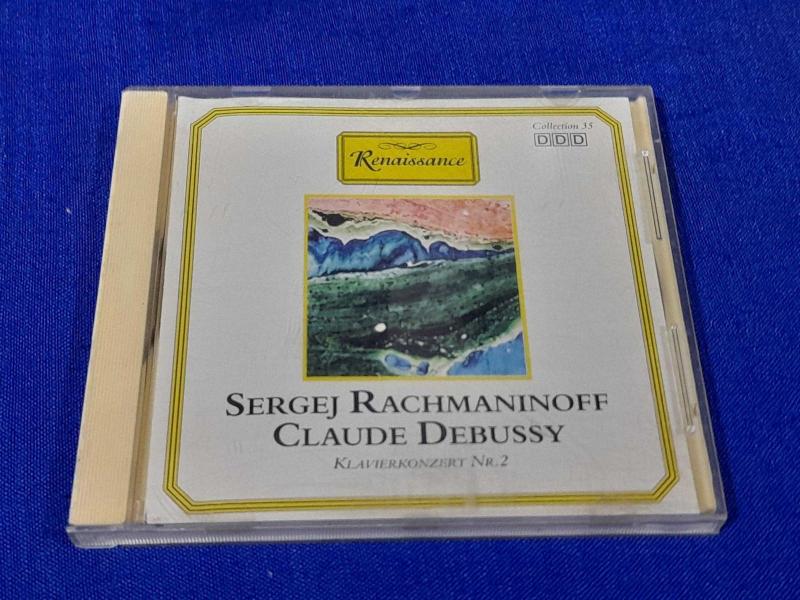 Collection 35
DDD
Renaissance
SERGEJ RACHMANINOFF
CLAUDE DEBUSSY
KLAVIERKONZERT NR. 2